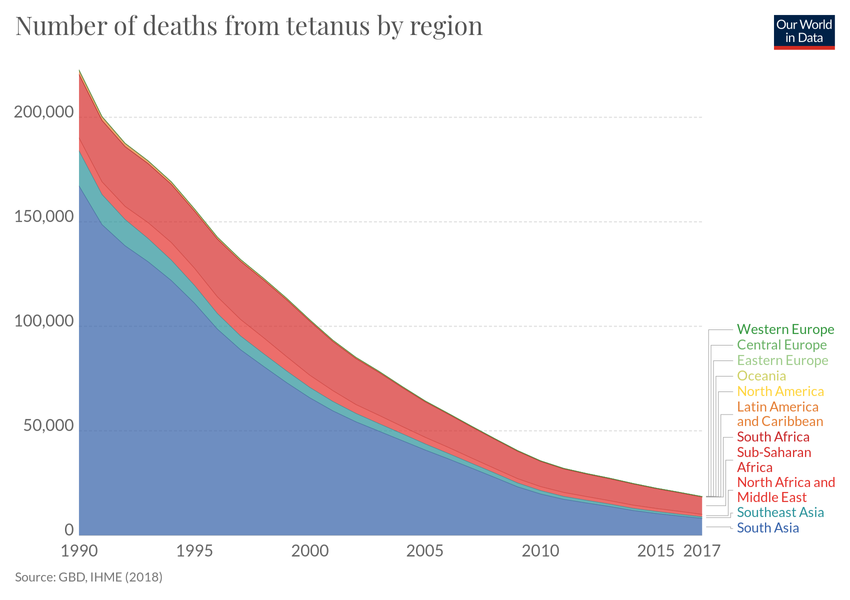 Number of deaths from tetanus by region
Our World
in Data
200,000
150,000
100,000
50,000
0
1990
1995
2000
2005
2010
2015
2017
Western Europe
Central Europe
Eastern Europe
Oceania
North America
Latin America
and Caribbean
South Africa
Sub-Saharan
Africa
North Africa and
Middle East
Southeast Asia
South Asia
Source: GBD, IHME (2018)